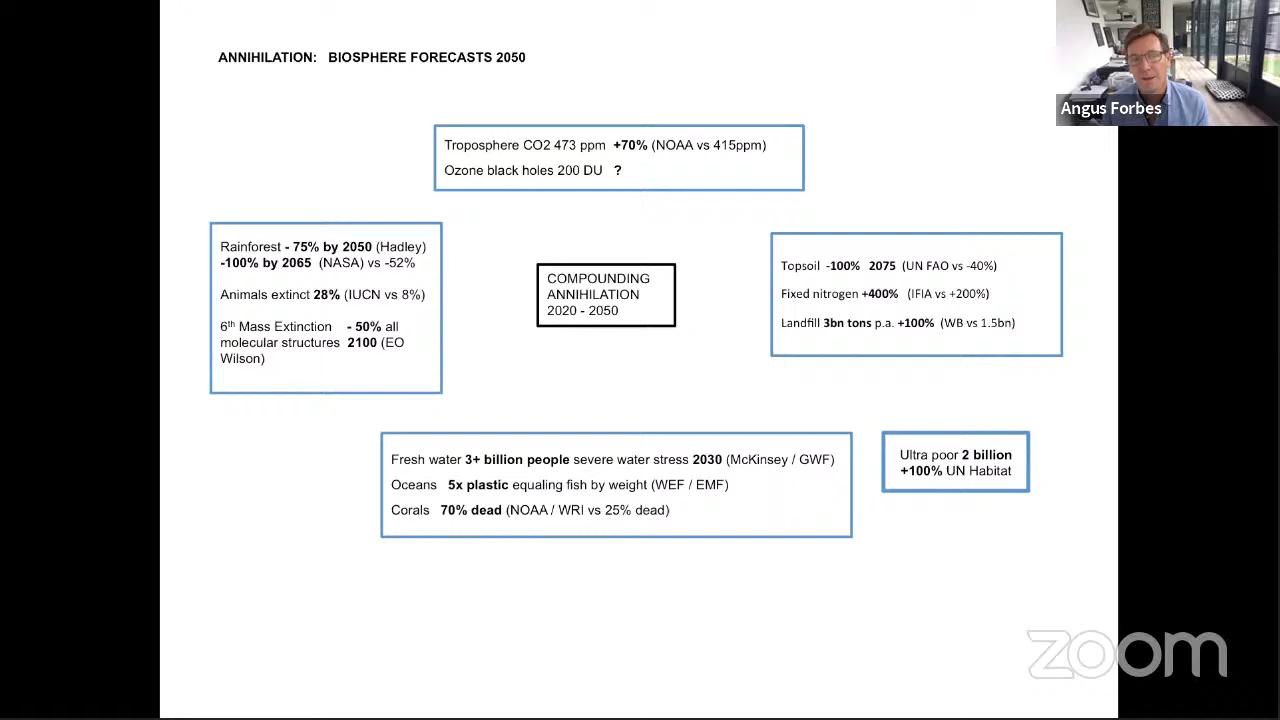 ANNIHILATION: BIOSPHERE FORECASTS 2050
Angus Forbes
Troposphere CO2 473 ppm +70% (NOAA vs 415ppm)
Ozone black holes 200 DU ?
Rainforest - 75% by 2050 (Hadley)
-100% by 2065 (NASA) vs -52%
Animals extinct 28% (IUCN vs 8%)
6th Mass Extinction - 50% all
molecular structures 2100 (EO
Wilson)
COMPOUNDING
ANNIHILATION
2020 - 2050
Topsoil -100% 2075 (UN FAO vs -40%)
Fixed nitrogen +400% (IFIA vs +200%)
Landfill 3bn tons p.a. +100% (WB vs 1.5bn)
Fresh water 3+ billion people severe water stress 2030 (McKinsey / GWF)
Oceans 5x plastic equaling fish by weight (WEF / EMF)
Corals 70% dead (NOAA / WRI vs 25% dead)
Ultra poor 2 billion
+100% UN Habitat
zoom